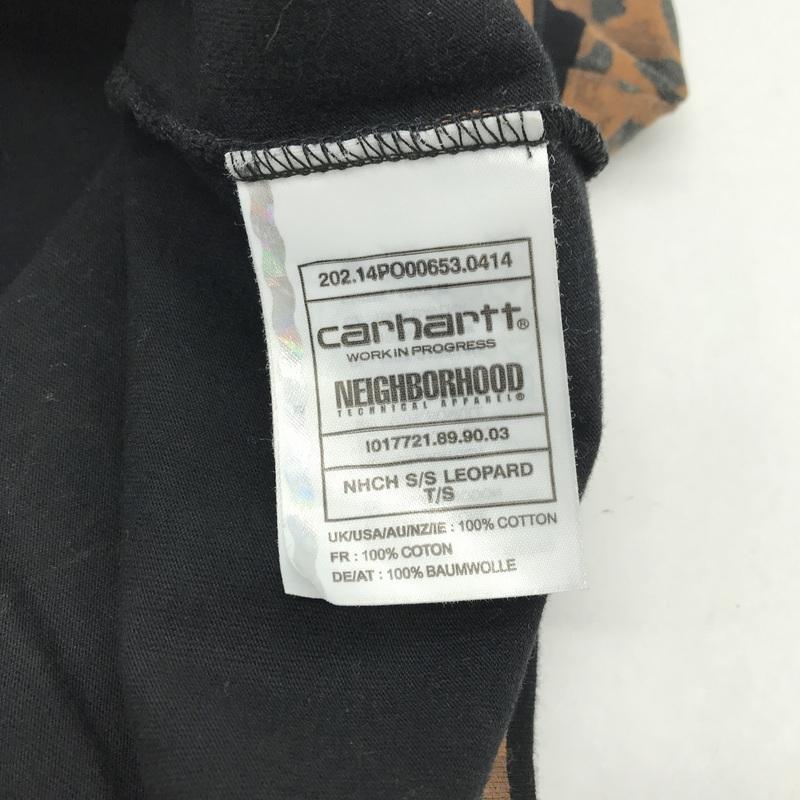 202.14PO00653.0414
carhartt®
WORK IN PROGRESS
NEIGHBORHOOD
TECHNICAL APPAREL®
I017721.89.90.03
NHCH S/S LEOPARD
T/S
UK/USA/AU/NZ/IE : 100% COTTON
FR : 100% COTON
DE/AT : 100% BAUMWOLLE